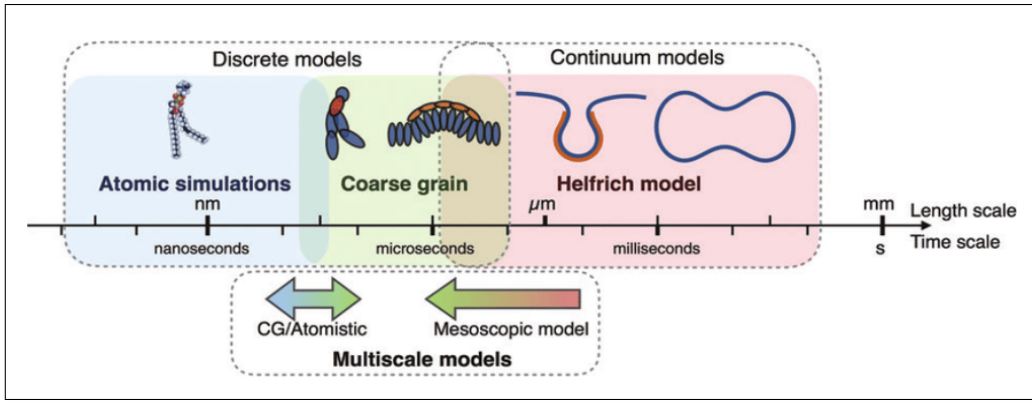 Discrete models
Continuum models
Atomic simulations
Coarse grain
Helfrich model
nm
μm
mm
Length scale
nanoseconds
microseconds
milliseconds
s
Time scale
CG/Atomistic
Mesoscopic model
Multiscale models